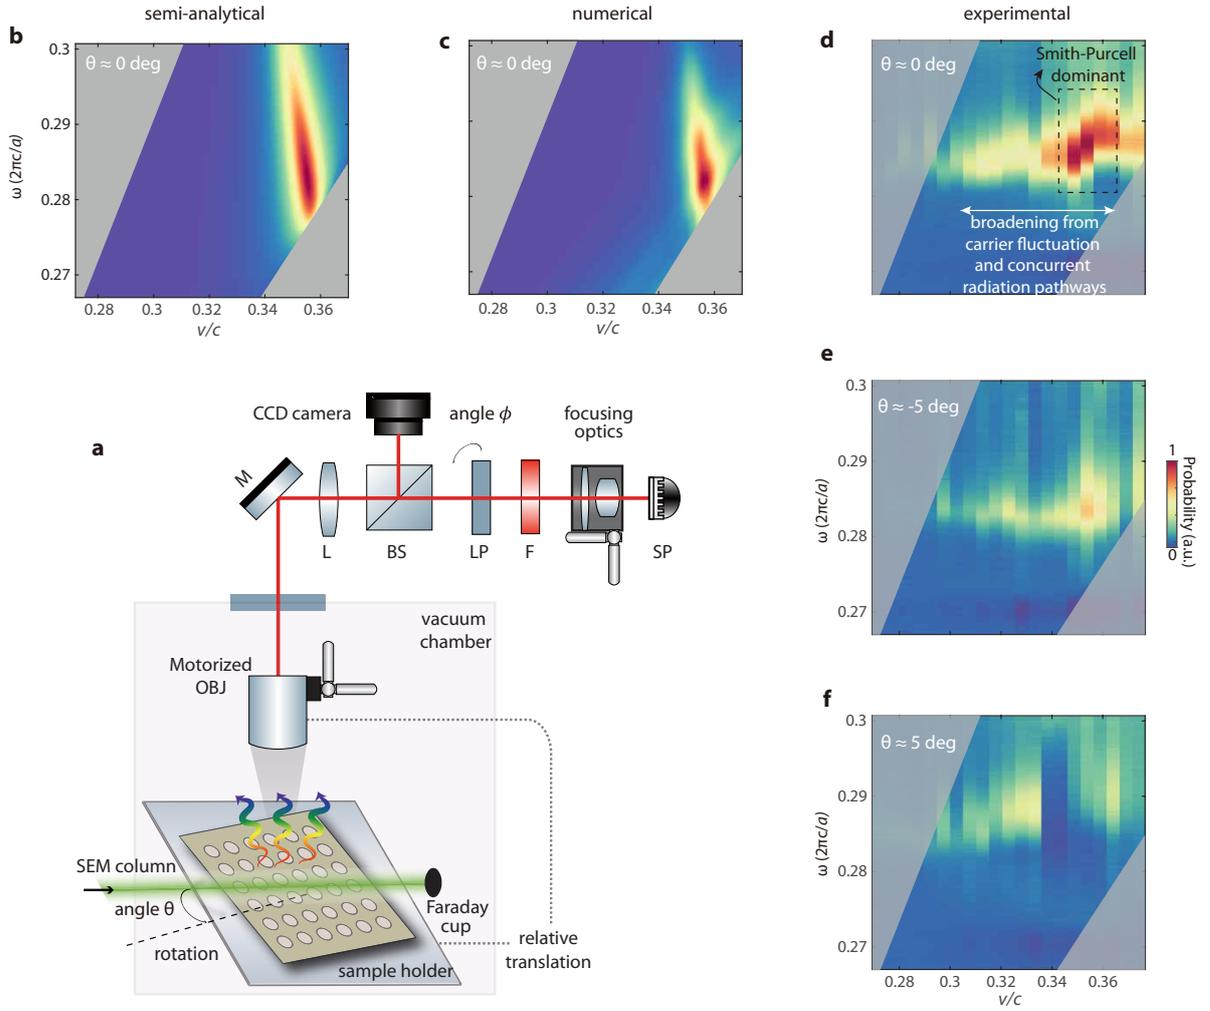 semi-analytical
numerical
experimental
b
θ ≈ 0 deg
0.3
0.29
0.28
0.27
ω (2πc/a)
0.28
0.3
0.32
0.34
0.36
v/c
c
θ ≈ 0 deg
0.28
0.3
0.32
0.34
0.36
v/c
d
θ ≈ 0 deg
Smith-Purcell
dominant
broadening from
carrier fluctuation
and concurrent
radiation pathways
e
θ ≈ -5 deg
0.3
0.29
0.28
0.27
ω (2πc/a)
1
0
Probability (a.u.)
f
θ ≈ 5 deg
0.3
0.29
0.28
0.27
ω (2πc/a)
0.28
0.3
0.32
0.34
0.36
v/c
a
CCD camera
angle ϕ
focusing
optics
M
L
BS
LP
F
SP
vacuum
chamber
Motorized
OBJ
SEM column
angle θ
rotation
Faraday
cup
sample holder
relative
translation